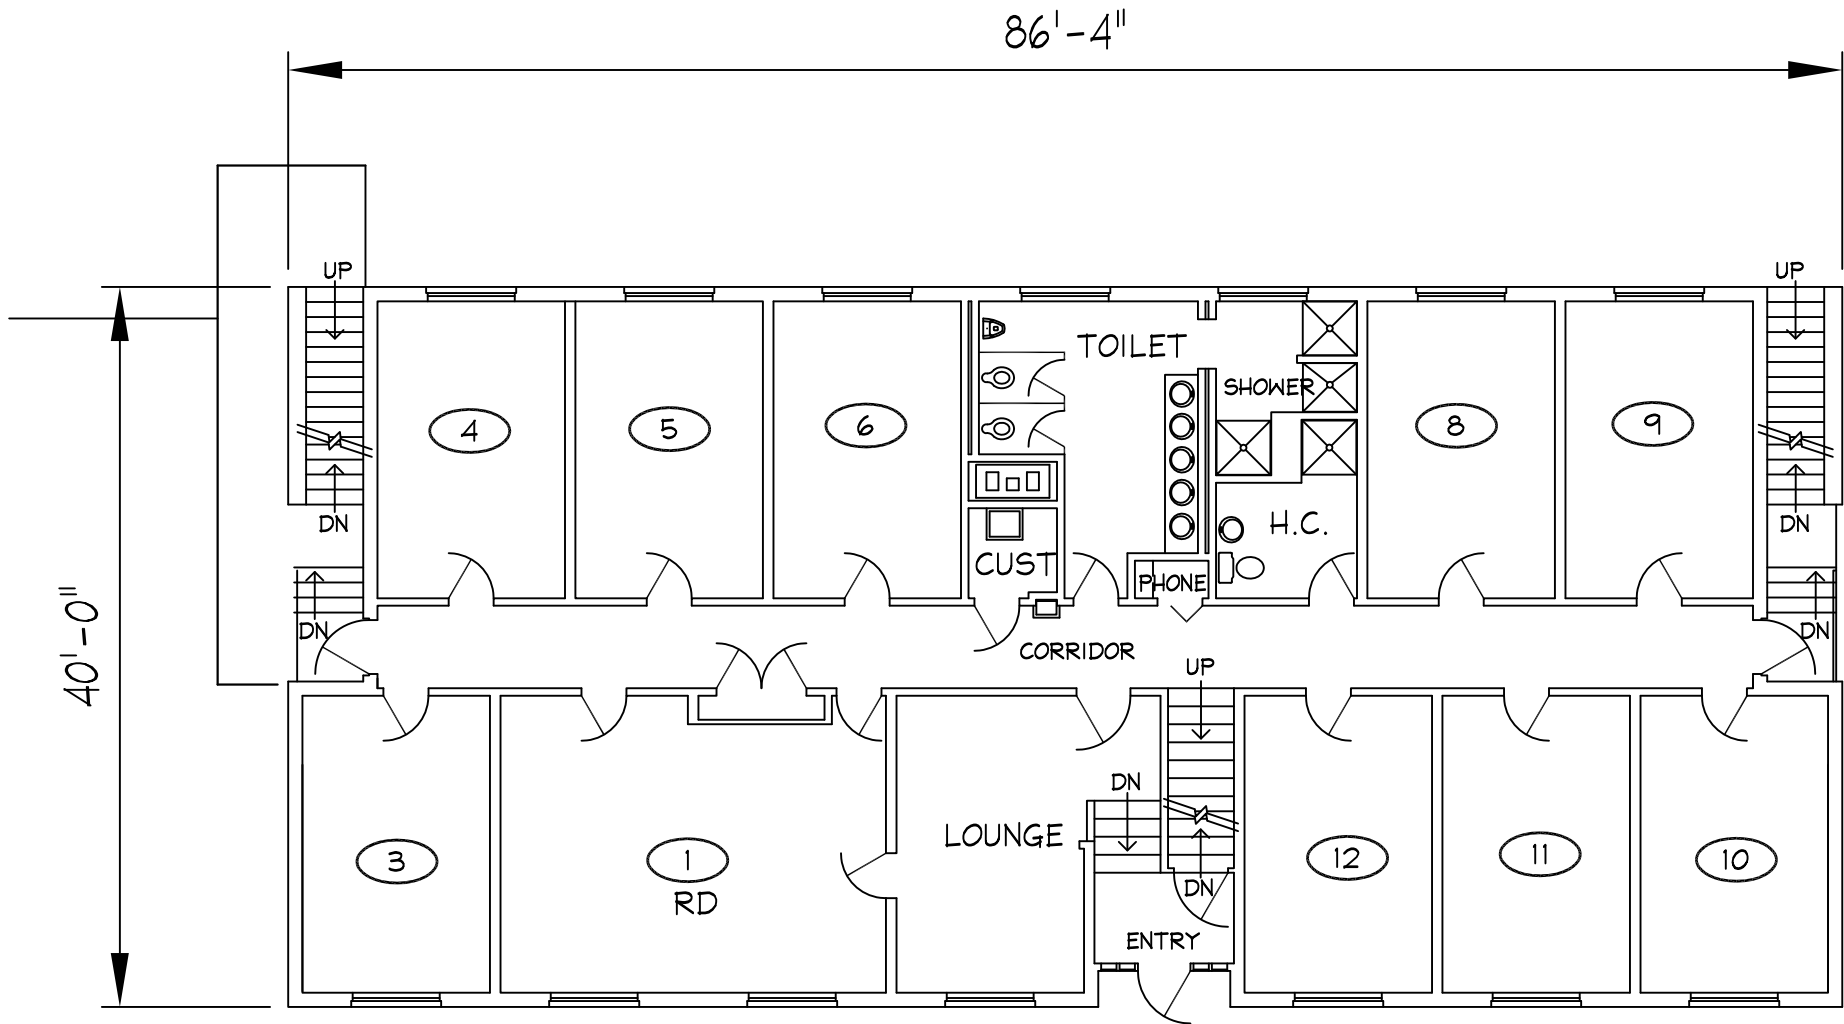 86'-4"
UP
UP
TOILET
SHOWER
4
5
6
8
9
DN
H.C.
DN
CUST
PHONE
DN
CORRIDOR
DN
40'-0"
UP
DN
LOUNGE
3
1
12
11
10
RD
DN
ENTRY